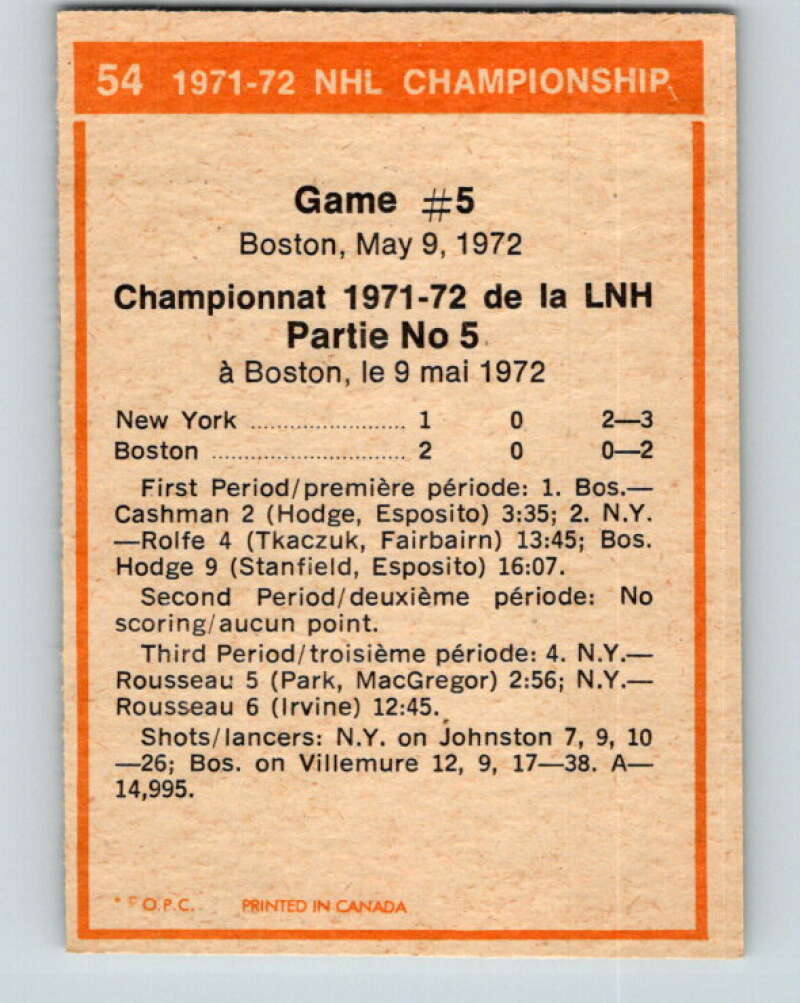 54 1971-72 NHL CHAMPIONSHIP
Game #5
Boston, May 9, 1972
Championnat 1971-72 de la LNH
Partie No 5
à Boston, le 9 mai 1972
New York ...................... 1 0 2—3
Boston ........................... 2 0 0—2
First Period/première période: 1. Bos.—
Cashman 2 (Hodge, Esposito) 3:35; 2. N.Y.
—Rolfe 4 (Tkaczuk, Fairbairn) 13:45; Bos.
Hodge 9 (Stanfield, Esposito) 16:07.
Second Period/deuxième période: No
scoring/aucun point.
Third Period/troisième période: 4. N.Y.—
Rousseau 5 (Park, MacGregor) 2:56; N.Y.—
Rousseau 6 (Irvine) 12:45.
Shots/lancers: N.Y. on Johnston 7, 9, 10
—26; Bos. on Villemure 12, 9, 17—38. A—
14,995.
O.P.C. PRINTED IN CANADA